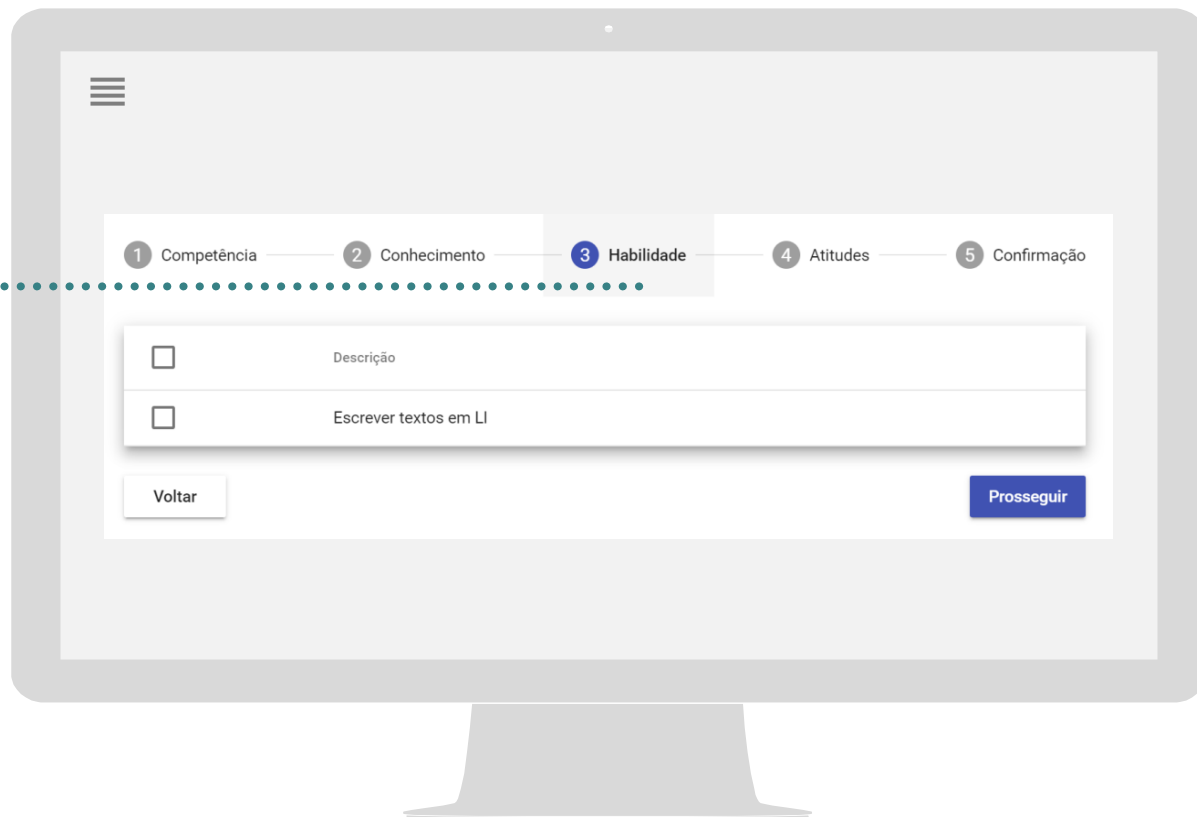 1 Competência 2 Conhecimento 3 Habilidade 4 Atitudes 5 Confirmação
Descrição
Escrever textos em LI
Voltar Prosseguir